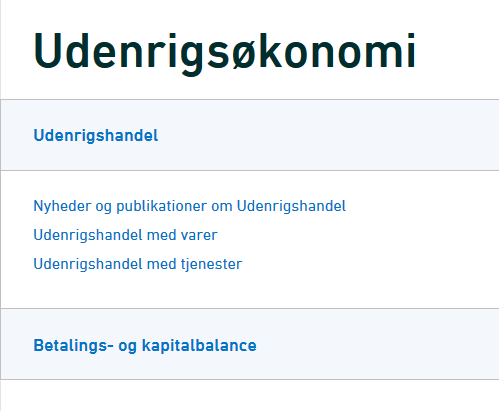 Udenrigsøkonomi
Udenrigshandel
Nyheder og publikationer om Udenrigshandel
Udenrigshandel med varer
Udenrigshandel med tjenester
Betalings- og kapitalbalance